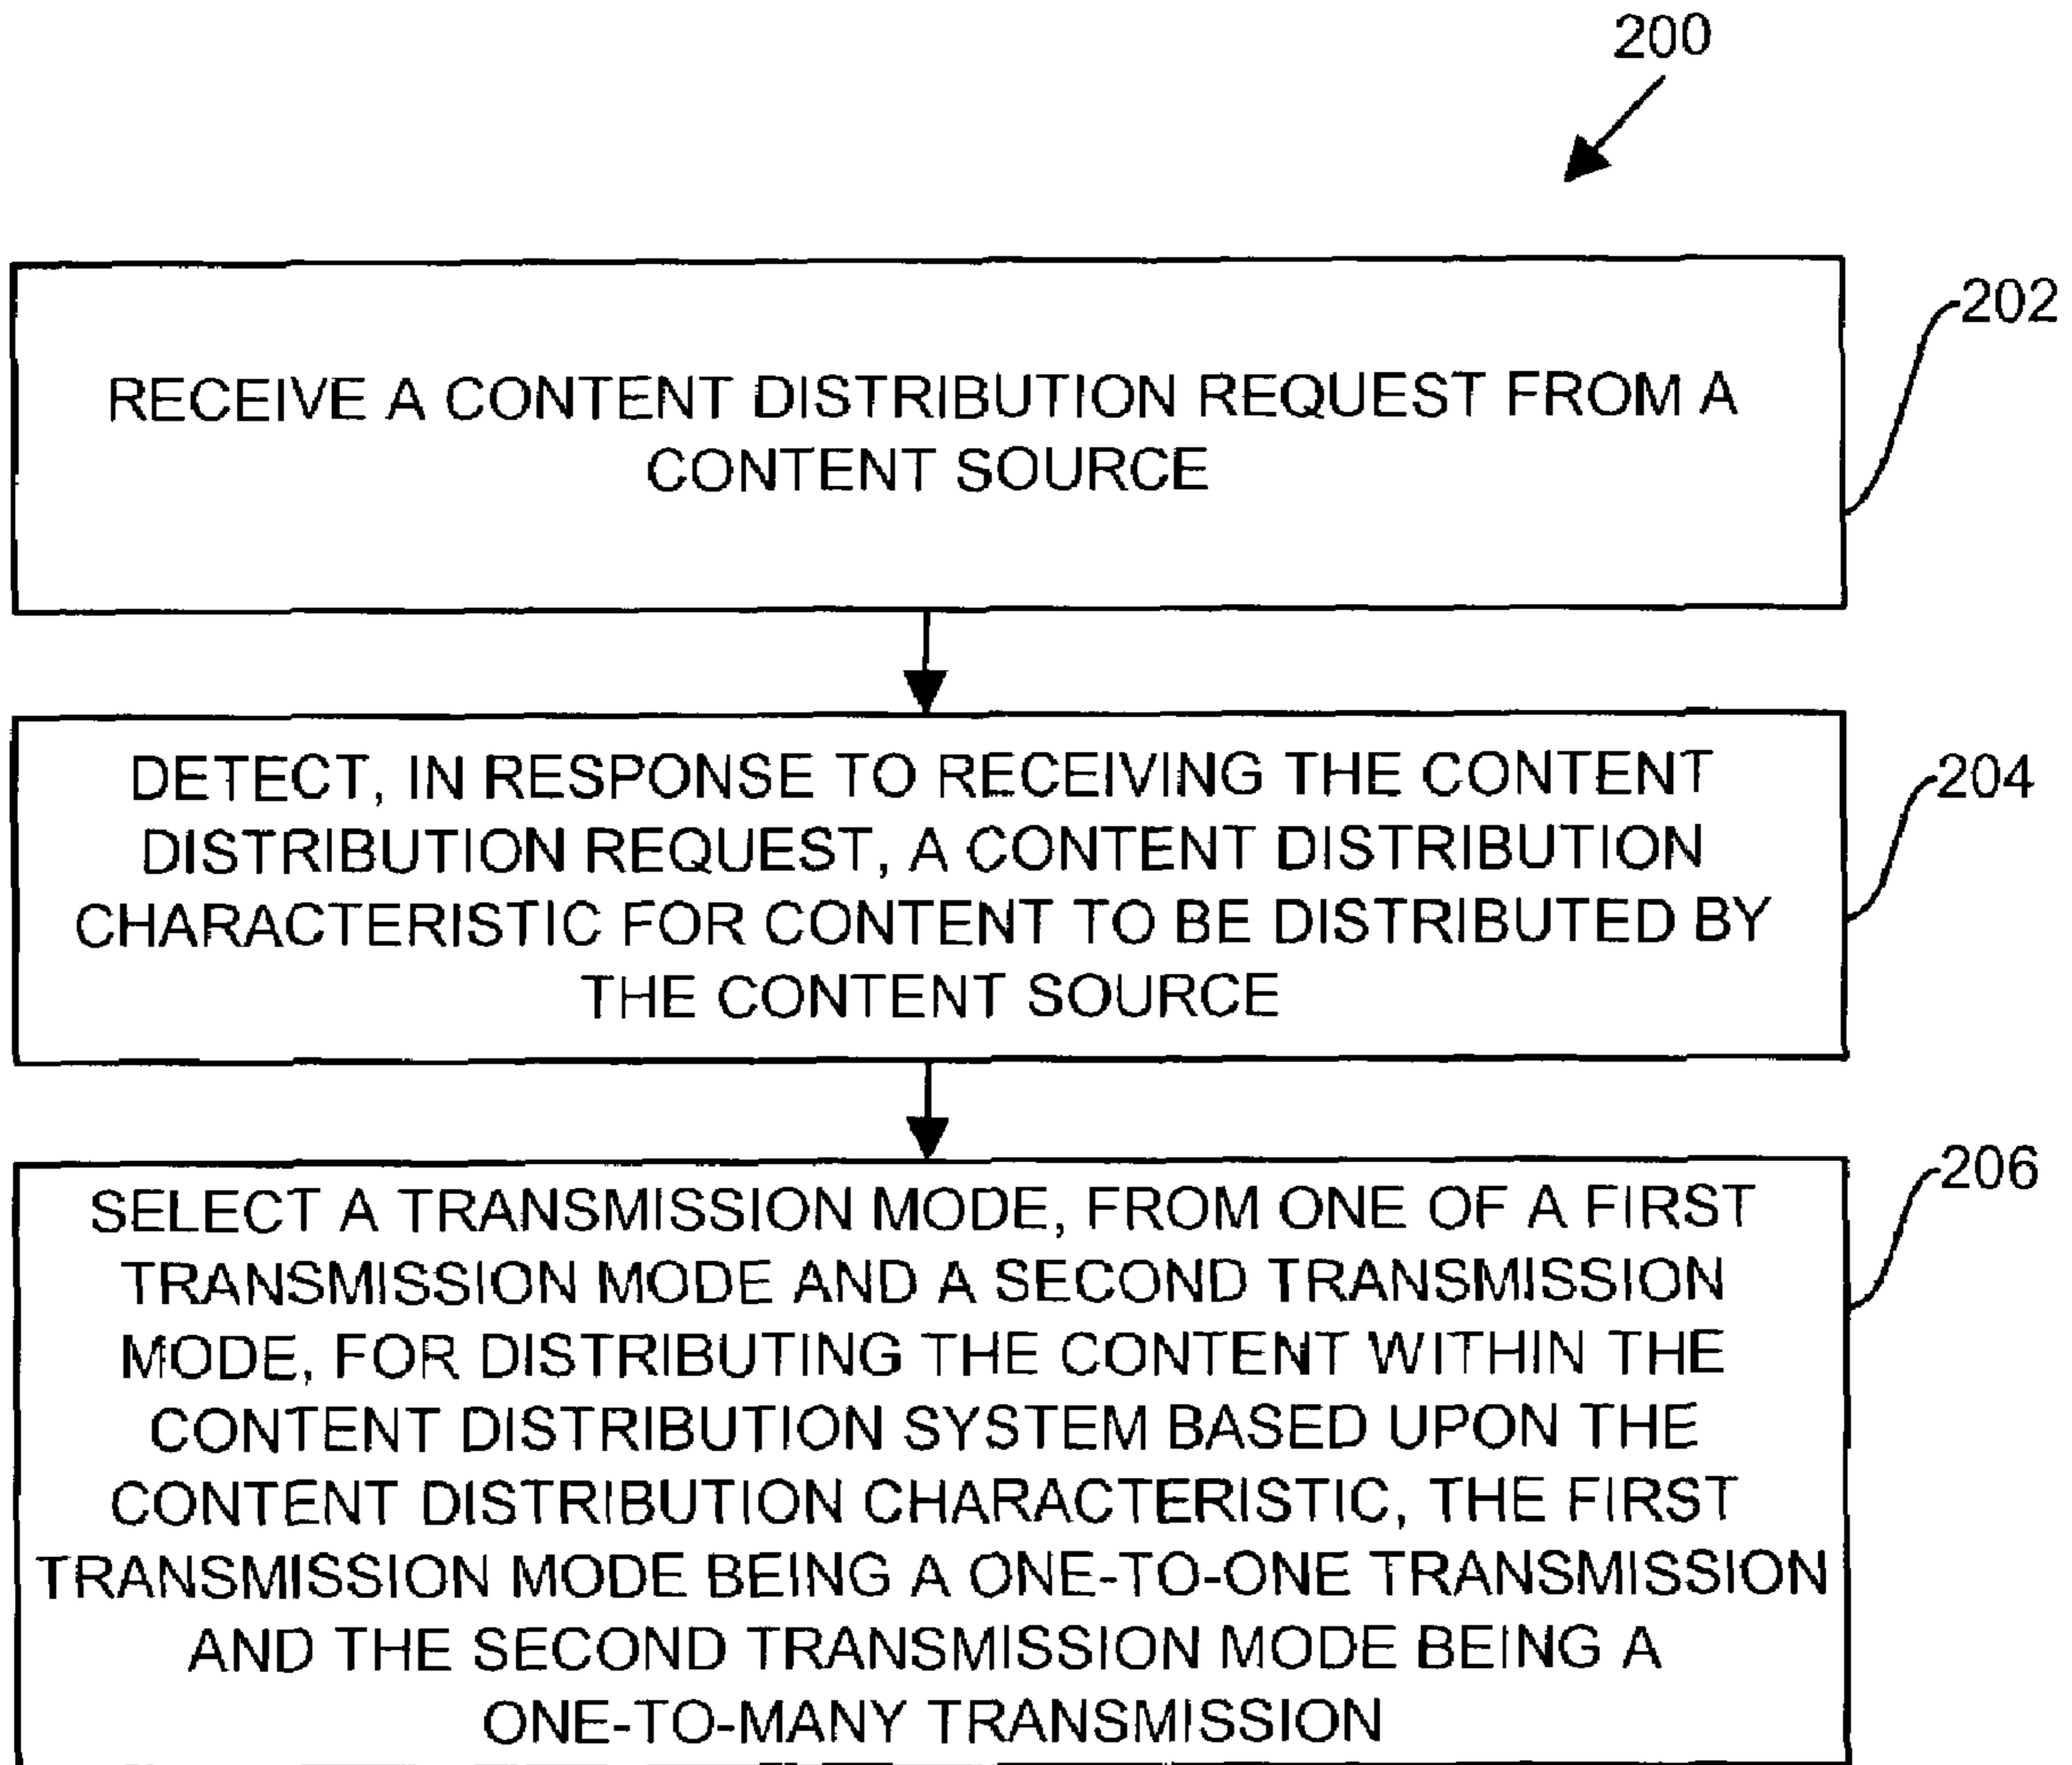 200
202
RECEIVE A CONTENT DISTRIBUTION REQUEST FROM A
CONTENT SOURCE
204
DETECT, IN RESPONSE TO RECEIVING THE CONTENT
DISTRIBUTION REQUEST, A CONTENT DISTRIBUTION
CHARACTERISTIC FOR CONTENT TO BE DISTRIBUTED BY
THE CONTENT SOURCE
206
SELECT A TRANSMISSION MODE, FROM ONE OF A FIRST
TRANSMISSION MODE AND A SECOND TRANSMISSION
MODE, FOR DISTRIBUTING THE CONTENT WITHIN THE
CONTENT DISTRIBUTION SYSTEM BASED UPON THE
CONTENT DISTRIBUTION CHARACTERISTIC, THE FIRST
TRANSMISSION MODE BEING A ONE-TO-ONE TRANSMISSION
AND THE SECOND TRANSMISSION MODE BEING A
ONE-TO-MANY TRANSMISSION